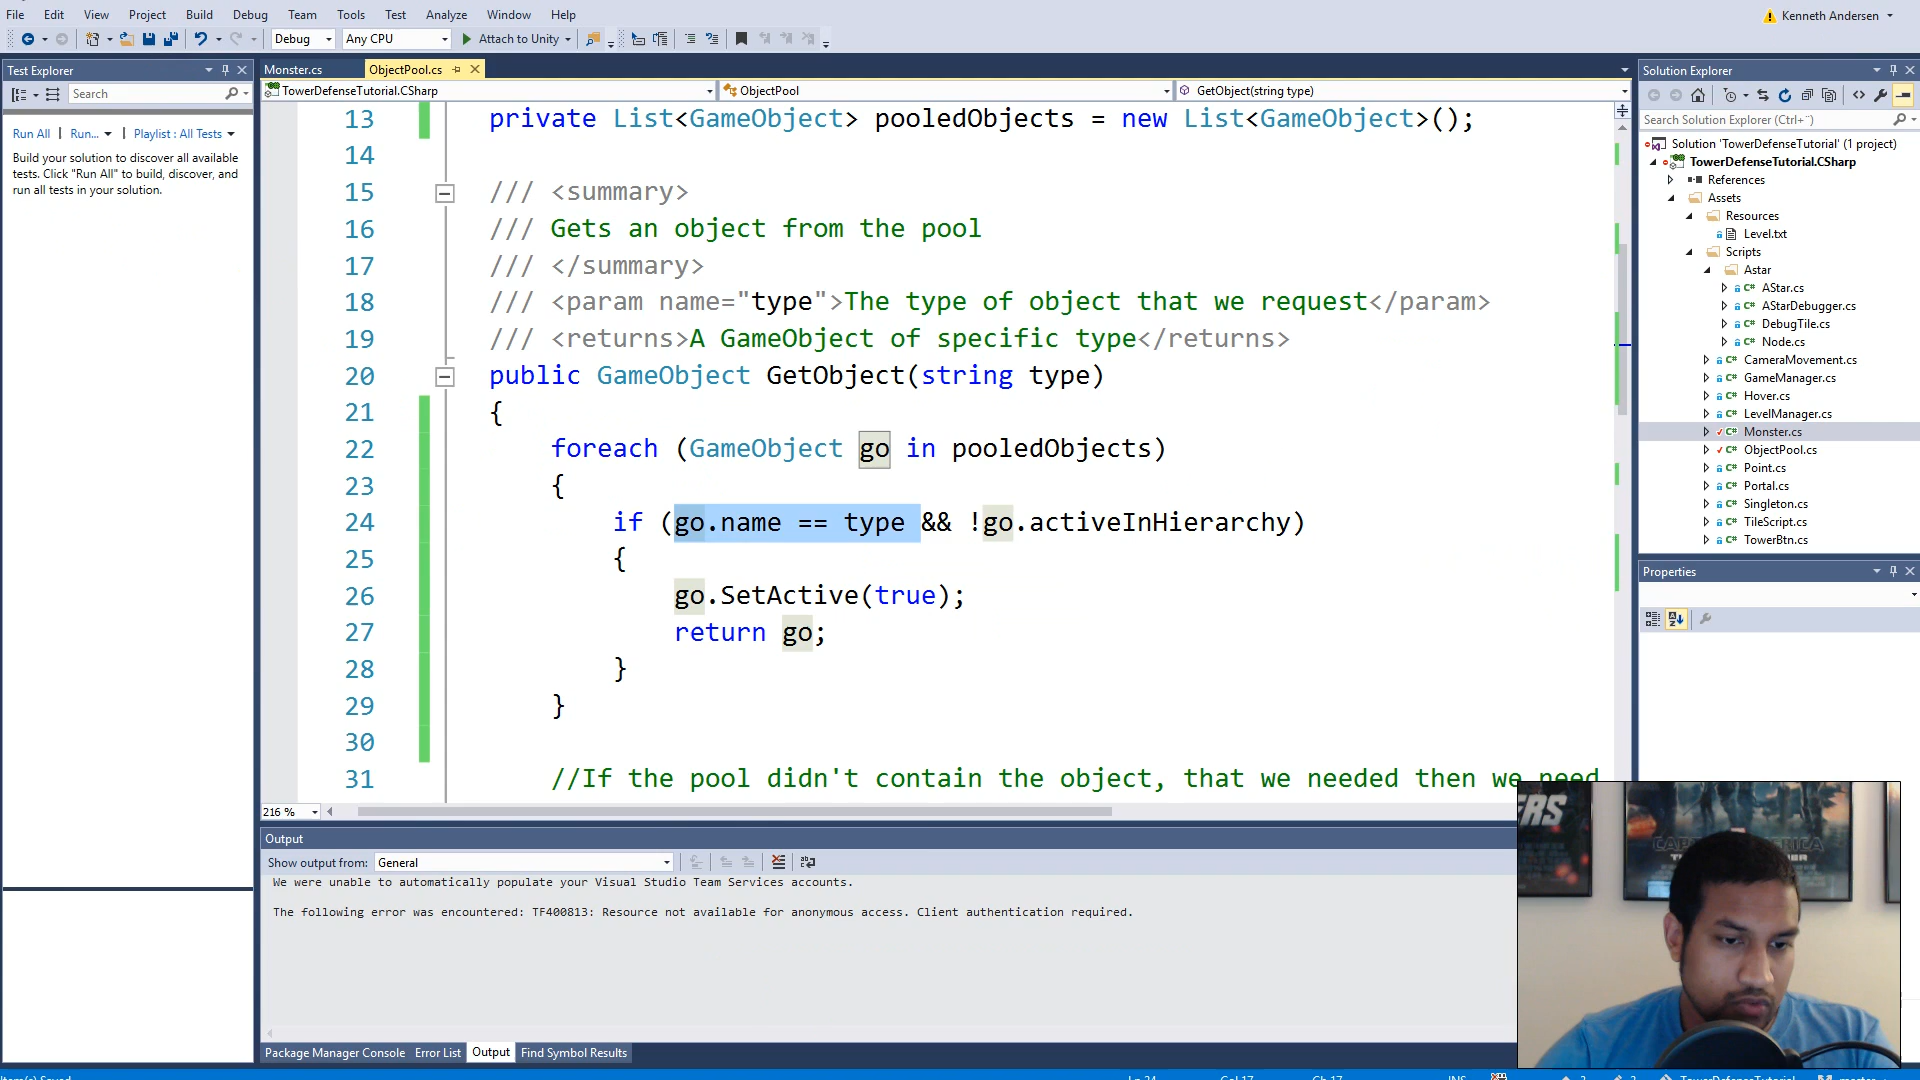 File Edit View Project Build Debug Team Tools Test Analyze Window Help
Kenneth Andersen
Debug Any CPU Attach to Unity
Test Explorer
Search
Run All | Run... | Playlist : All Tests
Build your solution to discover all available
tests. Click "Run All" to build, discover, and
run all tests in your solution.
Monster.cs ObjectPool.cs
TowerDefenseTutorial.CSharp ObjectPool GetObject(string type)
13 private List<GameObject> pooledObjects = new List<GameObject>();
14
15 /// <summary>
16 /// Gets an object from the pool
17 /// </summary>
18 /// <param name="type">The type of object that we request</param>
19 /// <returns>A GameObject of specific type</returns>
20 public GameObject GetObject(string type)
21 {
22 foreach (GameObject go in pooledObjects)
23 {
24 if (go.name == type && !go.activeInHierarchy)
25 {
26 go.SetActive(true);
27 return go;
28 }
29 }
30
31 //If the pool didn't contain the object, that we needed then we need
216 %
Output
Show output from: General
We were unable to automatically populate your Visual Studio Team Services accounts.
The following error was encountered: TF400813: Resource not available for anonymous access. Client authentication required.
Package Manager Console Error List Output Find Symbol Results
Solution Explorer
Search Solution Explorer (Ctrl+¨)
Solution 'TowerDefenseTutorial' (1 project)
TowerDefenseTutorial.CSharp
References
Assets
Resources
Level.txt
Scripts
Astar
AStar.cs
AStarDebugger.cs
DebugTile.cs
Node.cs
CameraMovement.cs
GameManager.cs
Hover.cs
LevelManager.cs
Monster.cs
ObjectPool.cs
Point.cs
Portal.cs
Singleton.cs
TileScript.cs
TowerBtn.cs
Properties